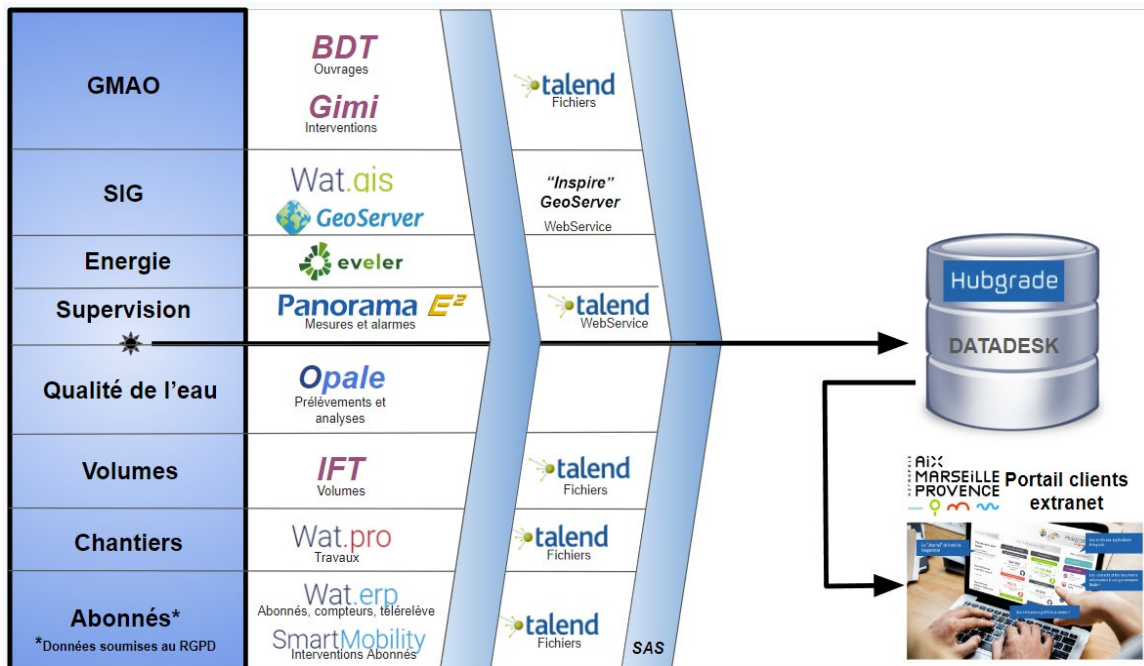 GMAO
BDT
Ouvrages
Gimi
Interventions
talend
Fichiers
SIG
Wat.gis
GeoServer
“Inspire”
GeoServer
WebService
Energie
eveler
Supervision
Panorama E²
Mesures et alarmes
talend
WebService
Qualité de l’eau
Opale
Prélèvements et
analyses
Volumes
IFT
Volumes
talend
Fichiers
Chantiers
Wat.pro
Travaux
talend
Fichiers
Abonnés*
*Données soumises au RGPD
Wat.erp
Abonnés, compteurs, télérelève
SmartMobility
Interventions Abonnés
talend
Fichiers
SAS
Hubgrade
DATADESK
MÉTROPOLE
AIX
MARSEILLE
PROVENCE
Portail clients
extranet